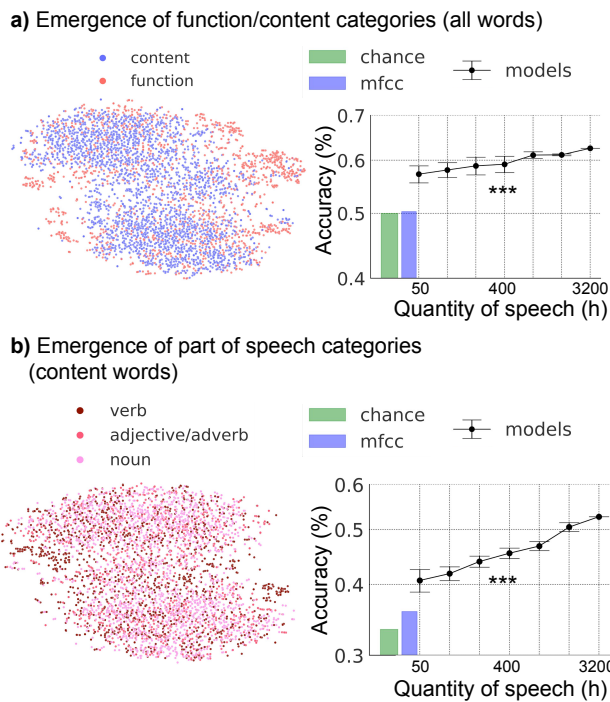 a) Emergence of function/content categories (all words)
content
function
chance
mfcc
models
Accuracy (%)
0.7
0.6
0.5
0.4
***
50
400
3200
Quantity of speech (h)
b) Emergence of part of speech categories
(content words)
verb
adjective/adverb
noun
chance
mfcc
models
Accuracy (%)
0.6
0.5
0.4
0.3
***
50
400
3200
Quantity of speech (h)